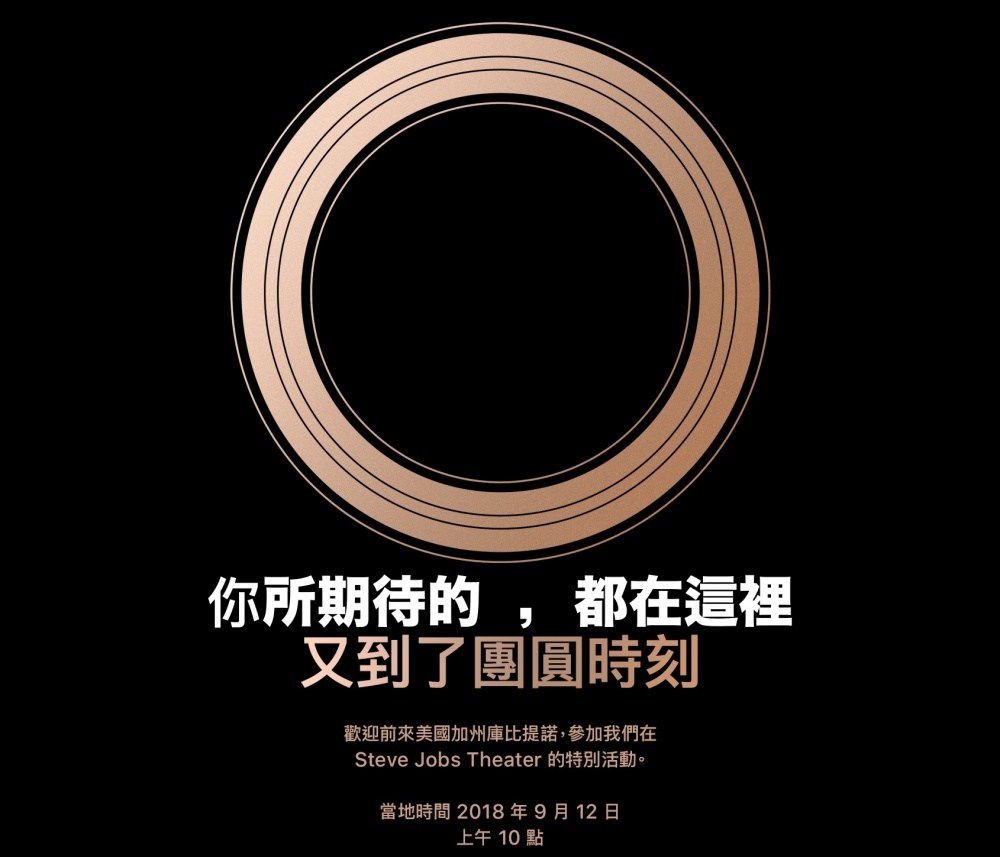 你所期待的 ， 都在這裡
又到了團圓時刻
歡迎前來美國加州庫比提諾，參加我們在
Steve Jobs Theater 的特別活動。
當地時間 2018 年 9 月 12 日
上午 10 點